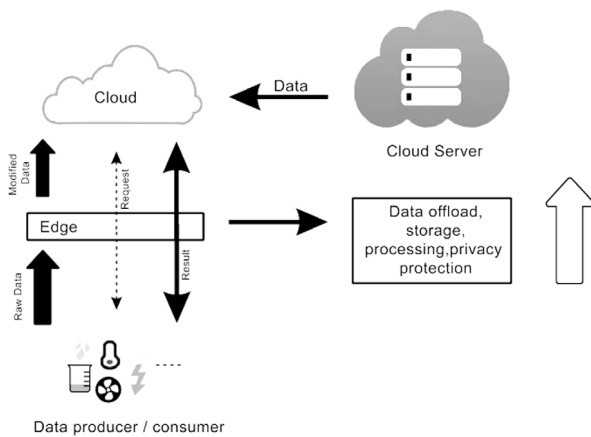 Cloud
Data
Cloud Server
Modified
Data
Request
Edge
Data offload,
storage,
processing,privacy
protection
Raw Data
Result
Data producer / consumer